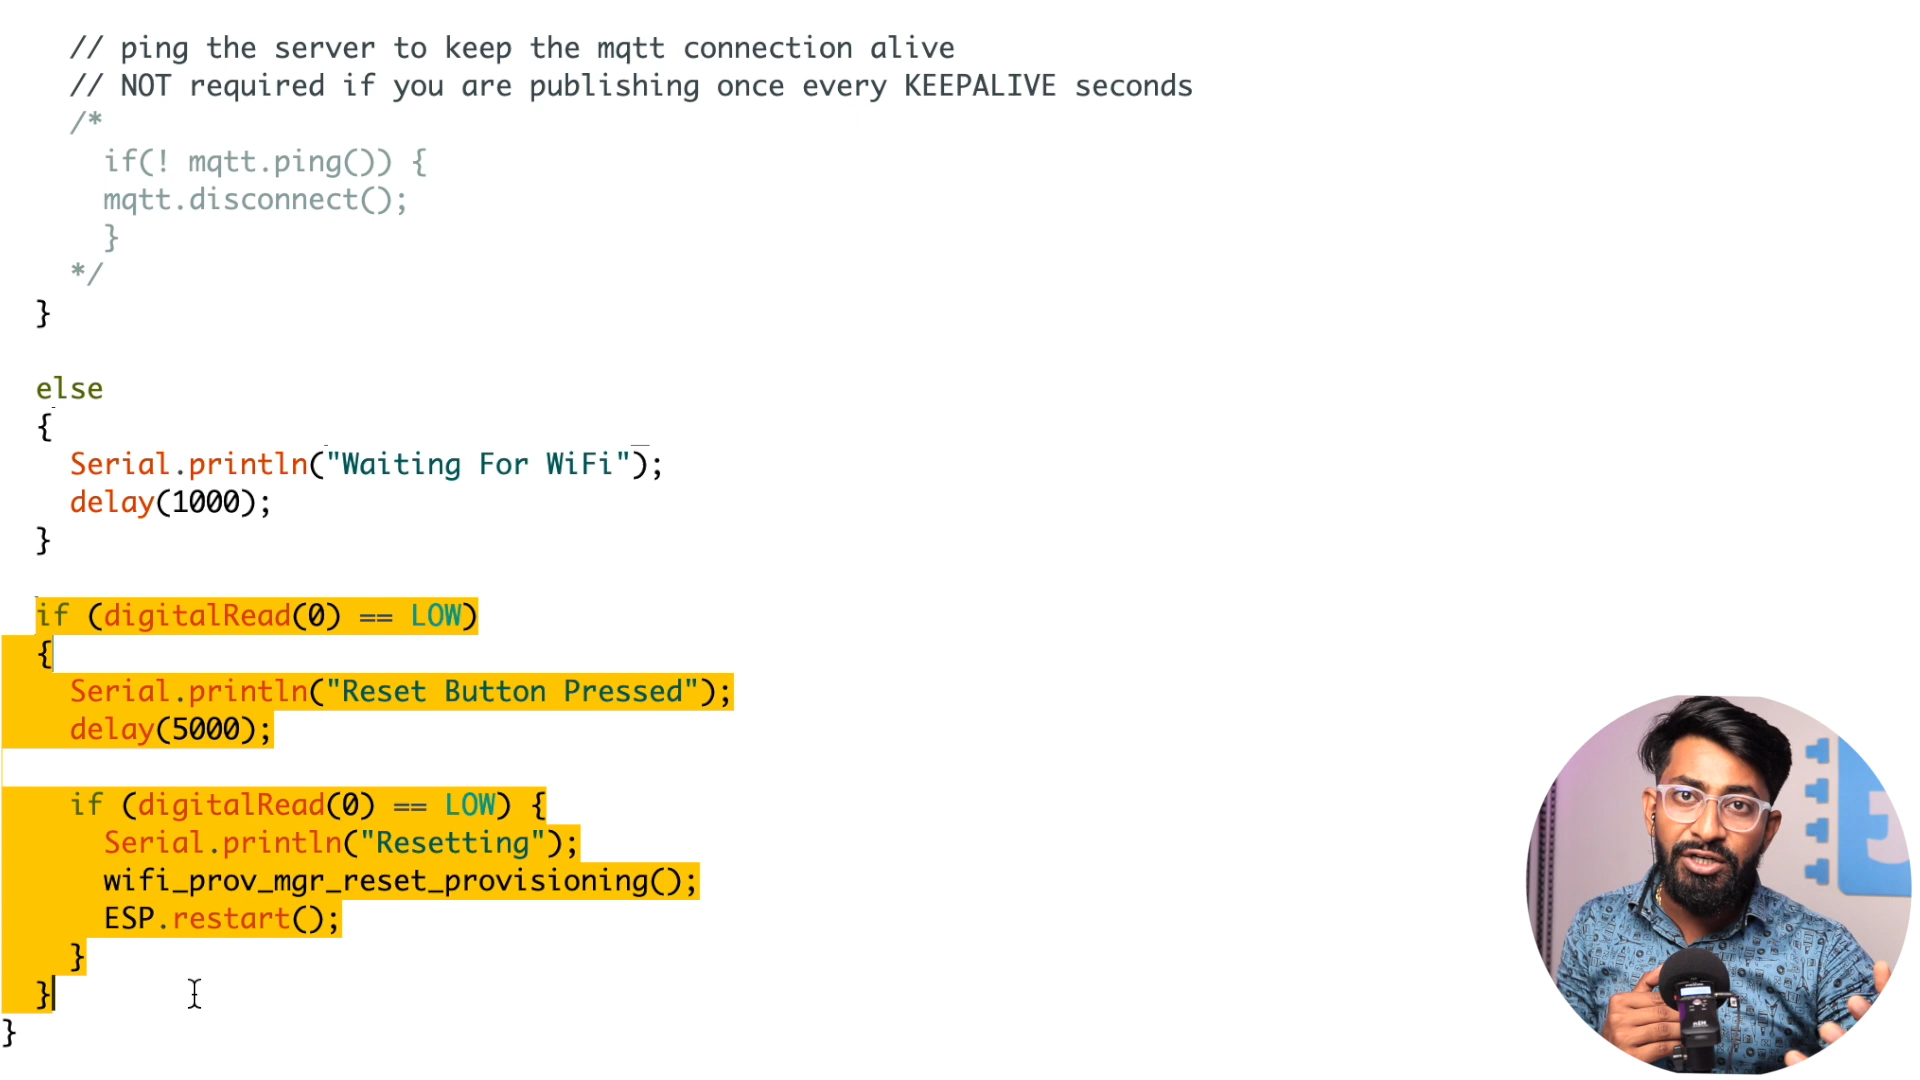 // ping the server to keep the mqtt connection alive
// NOT required if you are publishing once every KEEPALIVE seconds
/*
if(! mqtt.ping()) {
mqtt.disconnect();
}
*/
}
else
{
Serial.println("Waiting For WiFi");
delay(1000);
}
if (digitalRead(0) == LOW)
{
Serial.println("Reset Button Pressed");
delay(5000);
if (digitalRead(0) == LOW) {
Serial.println("Resetting");
wifi_prov_mgr_reset_provisioning();
ESP.restart();
}
}
}